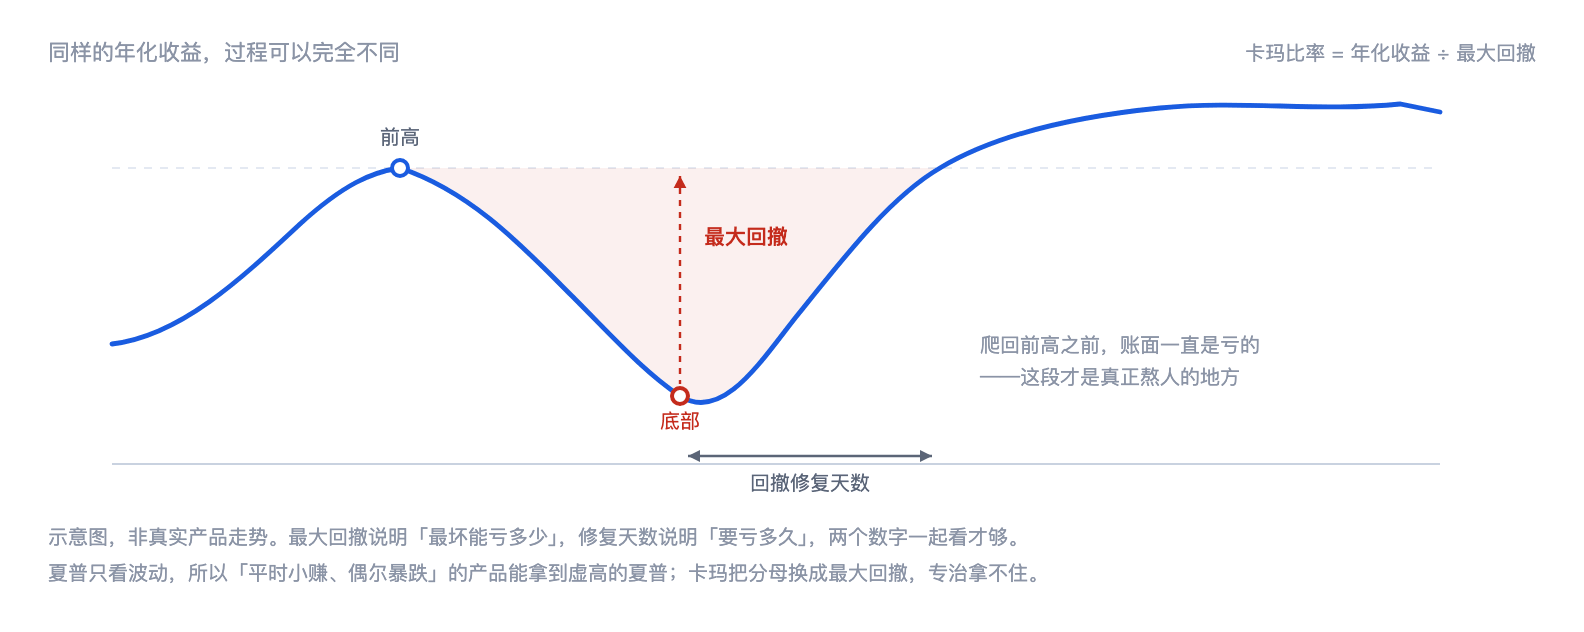 同样的年化收益，过程可以完全不同
卡玛比率 = 年化收益 ÷ 最大回撤
前高
最大回撤
爬回前高之前，账面一直是亏的
——这段才是真正熬人的地方
底部
回撤修复天数
示意图，非真实产品走势。最大回撤说明「最坏能亏多少」，修复天数说明「要亏多久」，两个数字一起看才够。
夏普只看波动，所以「平时小赚、偶尔暴跌」的产品能拿到虚高的夏普；卡玛把分母换成最大回撤，专治拿不住。